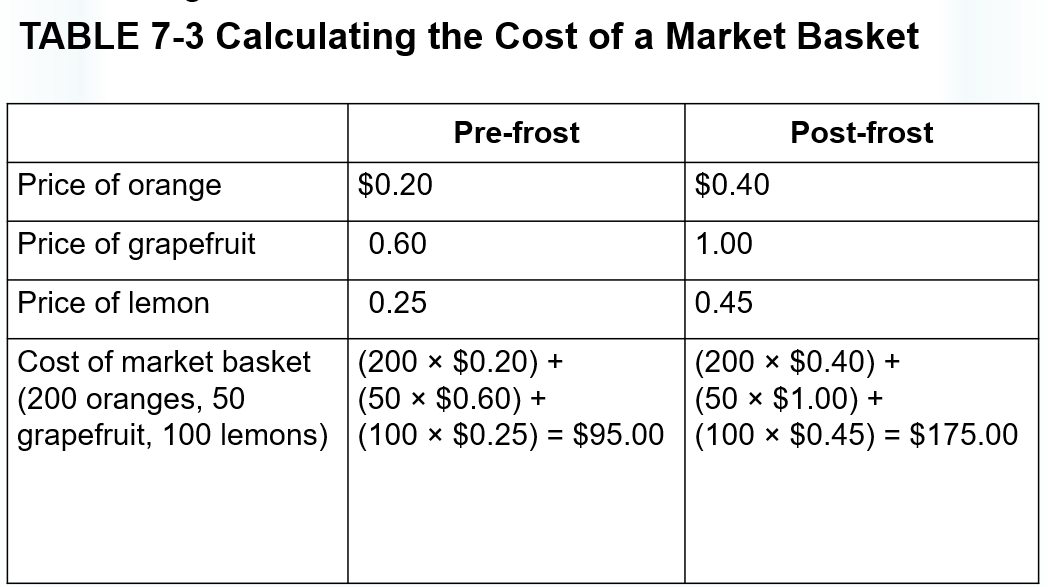 TABLE 7-3 Calculating the Cost of a Market Basket
Pre-frost
Post-frost
Price of orange
$0.20
$0.40
Price of grapefruit
0.60
1.00
Price of lemon
0.25
0.45
Cost of market basket
(200 oranges, 50
grapefruit, 100 lemons)
(200 × $0.20) +
(50 × $0.60) +
(100 × $0.25) = $95.00
(200 × $0.40) +
(50 × $1.00) +
(100 × $0.45) = $175.00